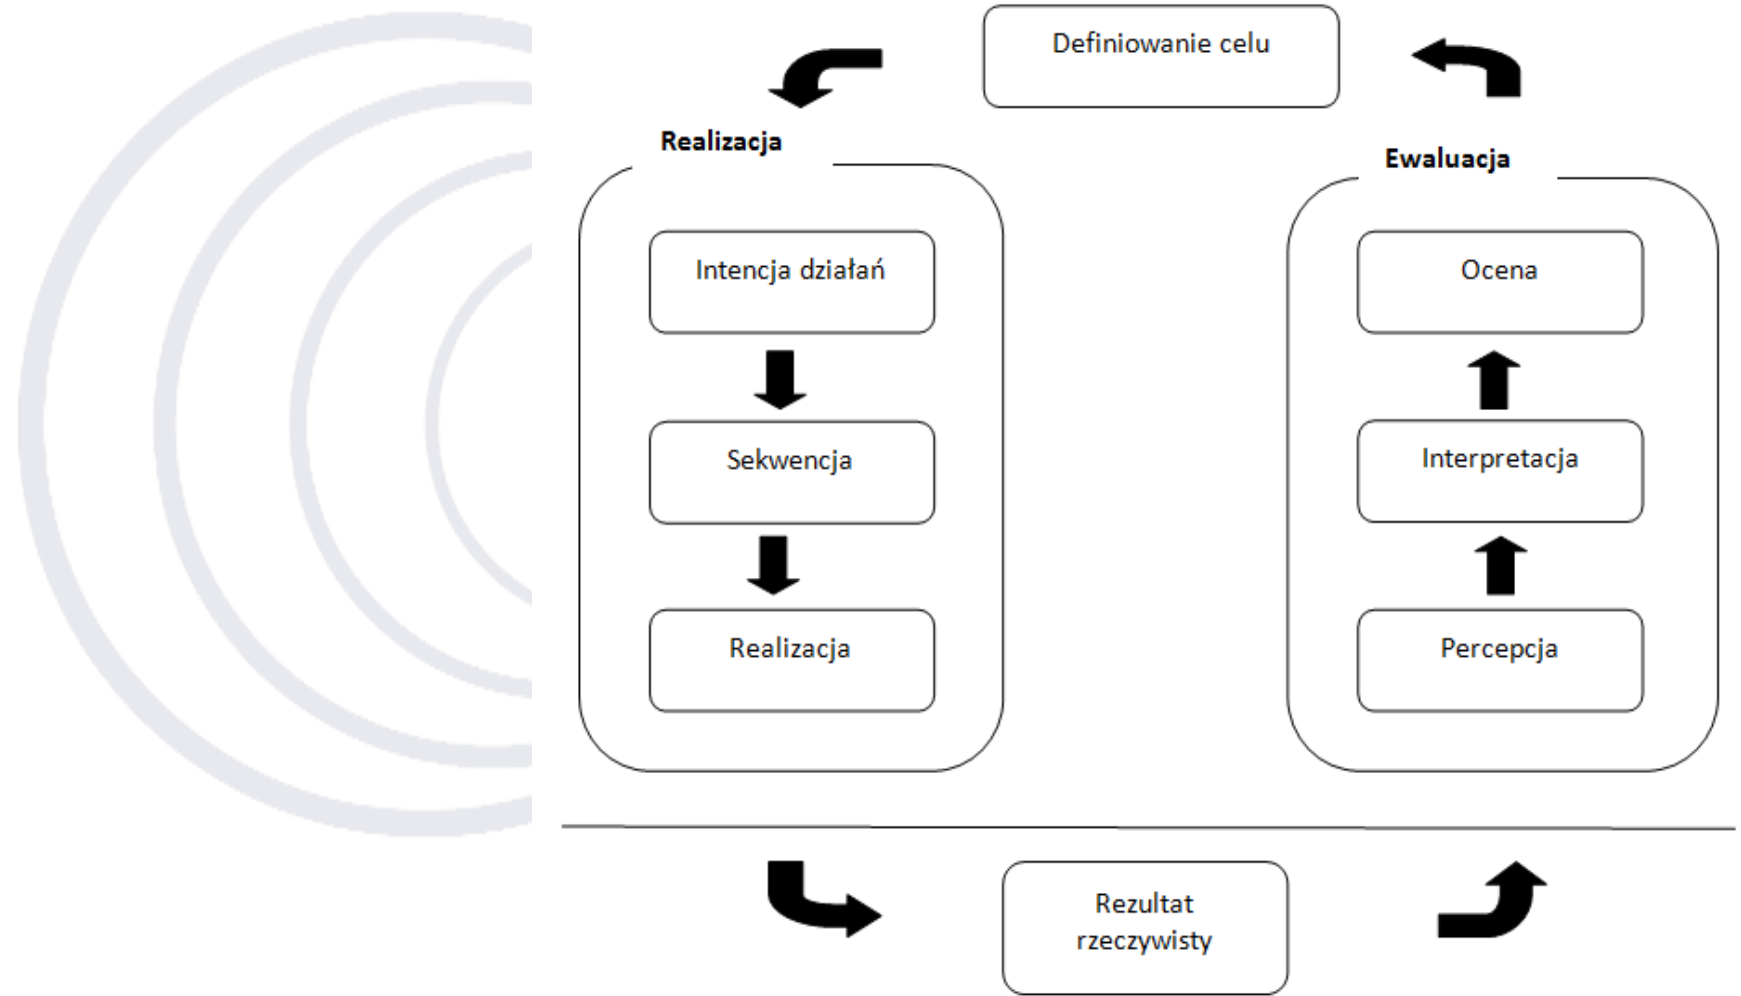 Definiowanie celu
Realizacja
Intencja działań
Sekwencja
Realizacja
Ewaluacja
Ocena
Interpretacja
Percepcja
Rezultat
rzeczywisty